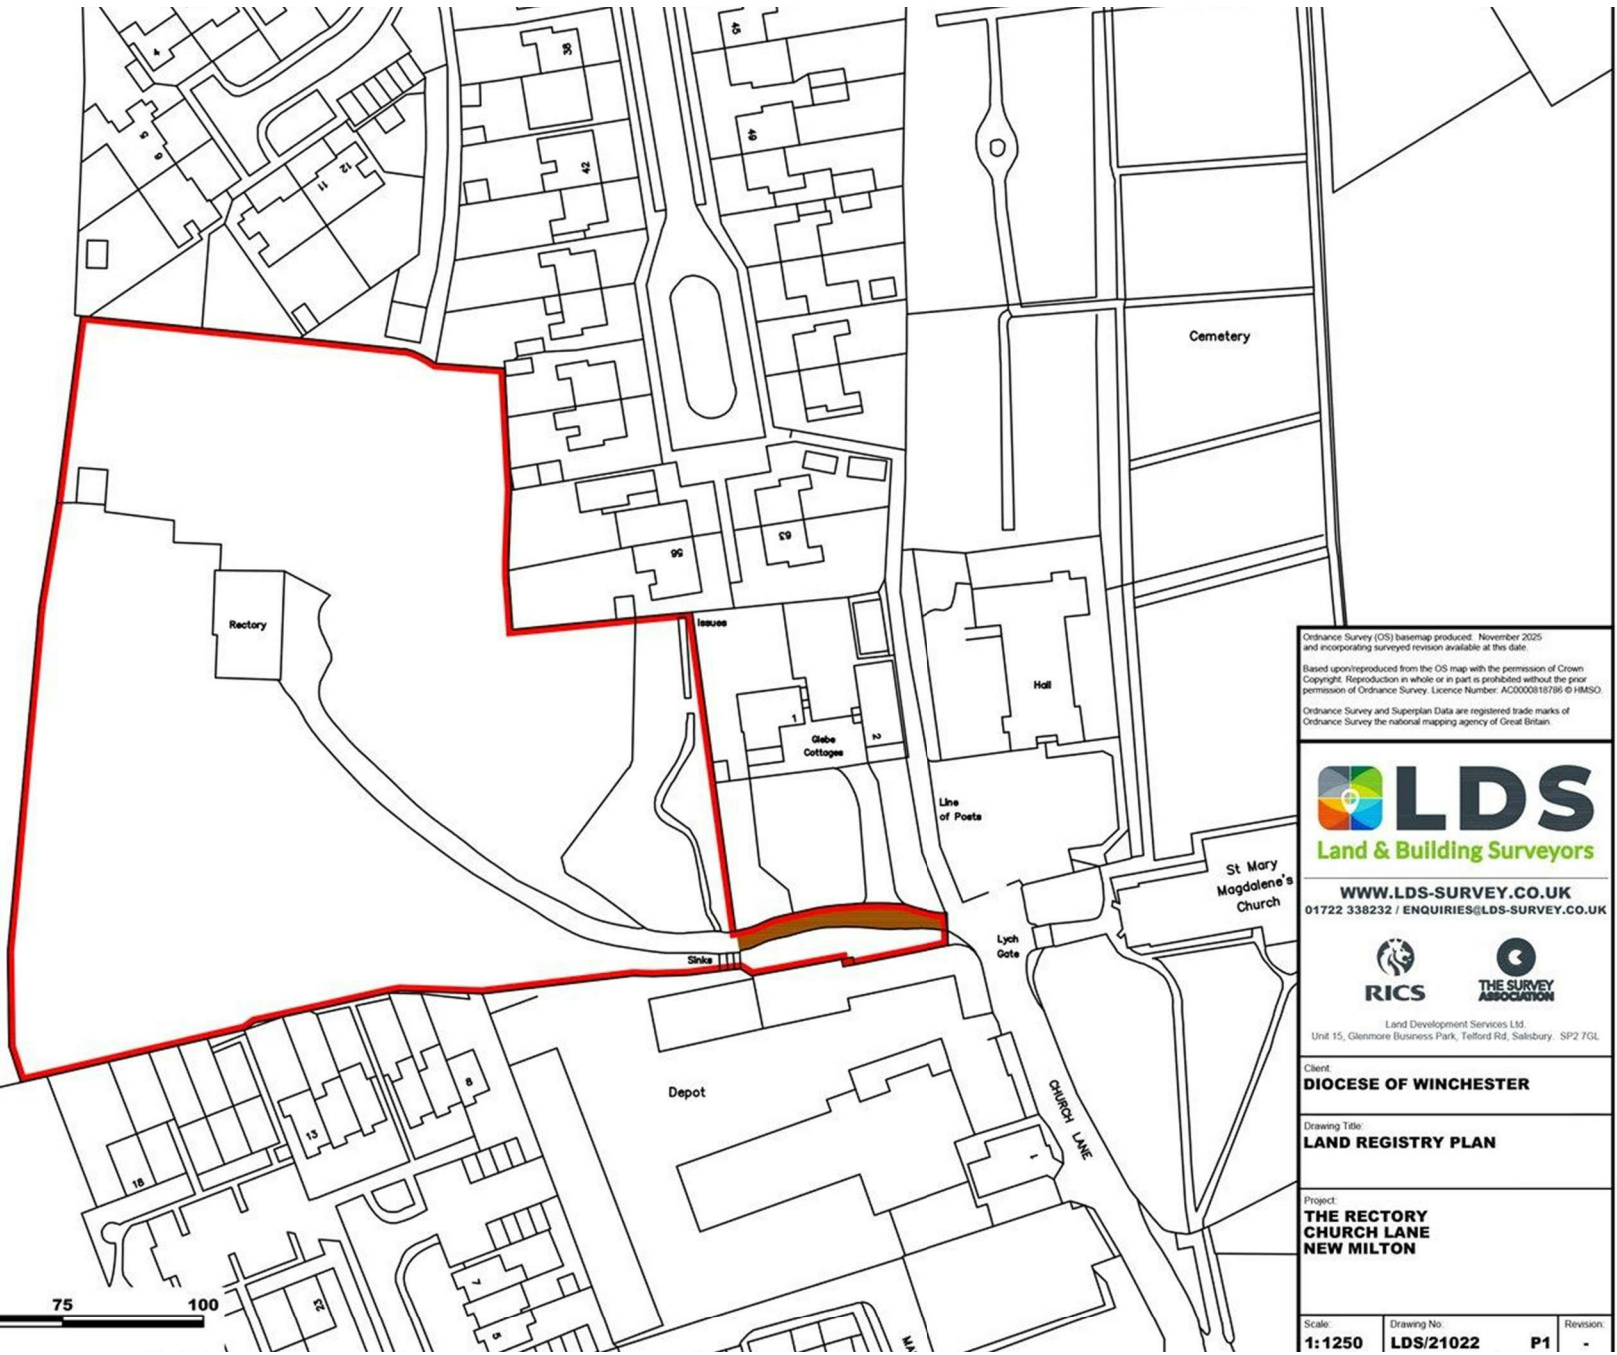 4
38
45
5
6
49
42
12
11
Cemetery
56
63
Rectory
Issues
Hall
1
Glebe
Cottages
2
Line
of Posts
St Mary
Magdalene's
Church
Lych
Gate
Sinks
Depot
8
13
18
CHURCH LANE
1
7
5
23
75
100
Ordnance Survey (OS) basemap produced: November 2025
and incorporating surveyed revision available at this date.
Based upon/reproduced from the OS map with the permission of Crown
Copyright. Reproduction in whole or in part is prohibited without the prior
permission of Ordnance Survey. Licence Number: AC0000818786 © HMSO.
Ordnance Survey and Superplan Data are registered trade marks of
Ordnance Survey the national mapping agency of Great Britain.
LDS
Land & Building Surveyors
WWW.LDS-SURVEY.CO.UK
01722 338232 / ENQUIRIES@LDS-SURVEY.CO.UK
RICS
THE SURVEY
ASSOCIATION
Land Development Services Ltd.
Unit 15, Glenmore Business Park, Telford Rd, Salisbury. SP2 7GL
Client:
DIOCESE OF WINCHESTER
Drawing Title:
LAND REGISTRY PLAN
Project:
THE RECTORY
CHURCH LANE
NEW MILTON
Scale:
1:1250
Drawing No:
LDS/21022 P1
Revision:
-